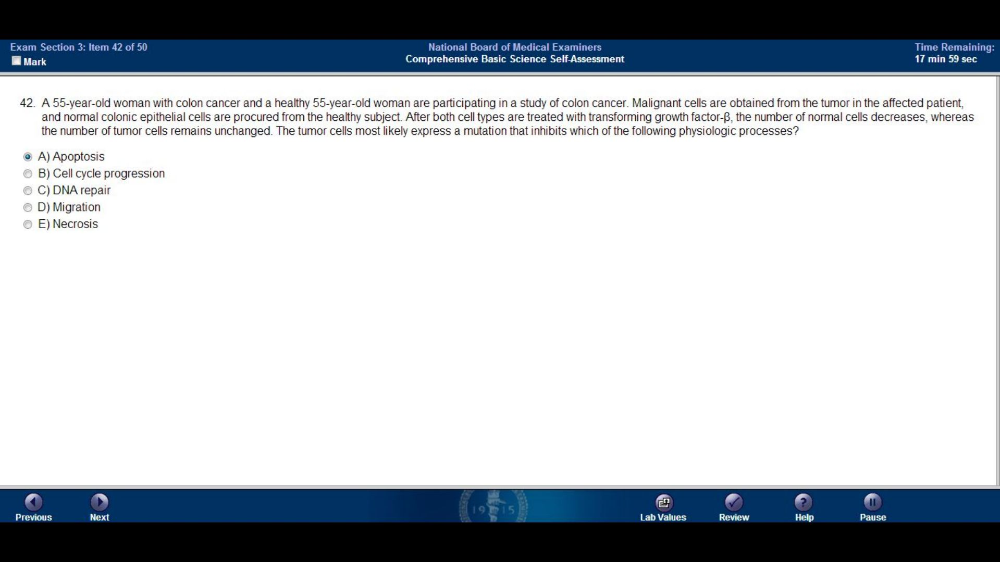 Exam Section 3: Item 42 of 50
Mark
National Board of Medical Examiners
Comprehensive Basic Science Self-Assessment
Time Remaining:
17 min 59 sec
42. A 55-year-old woman with colon cancer and a healthy 55-year-old woman are participating in a study of colon cancer. Malignant cells are obtained from the tumor in the affected patient,
and normal colonic epithelial cells are procured from the healthy subject. After both cell types are treated with transforming growth factor-β, the number of normal cells decreases, whereas
the number of tumor cells remains unchanged. The tumor cells most likely express a mutation that inhibits which of the following physiologic processes?
A) Apoptosis
B) Cell cycle progression
C) DNA repair
D) Migration
E) Necrosis
1915
Previous
Next
Lab Values
Review
Help
Pause